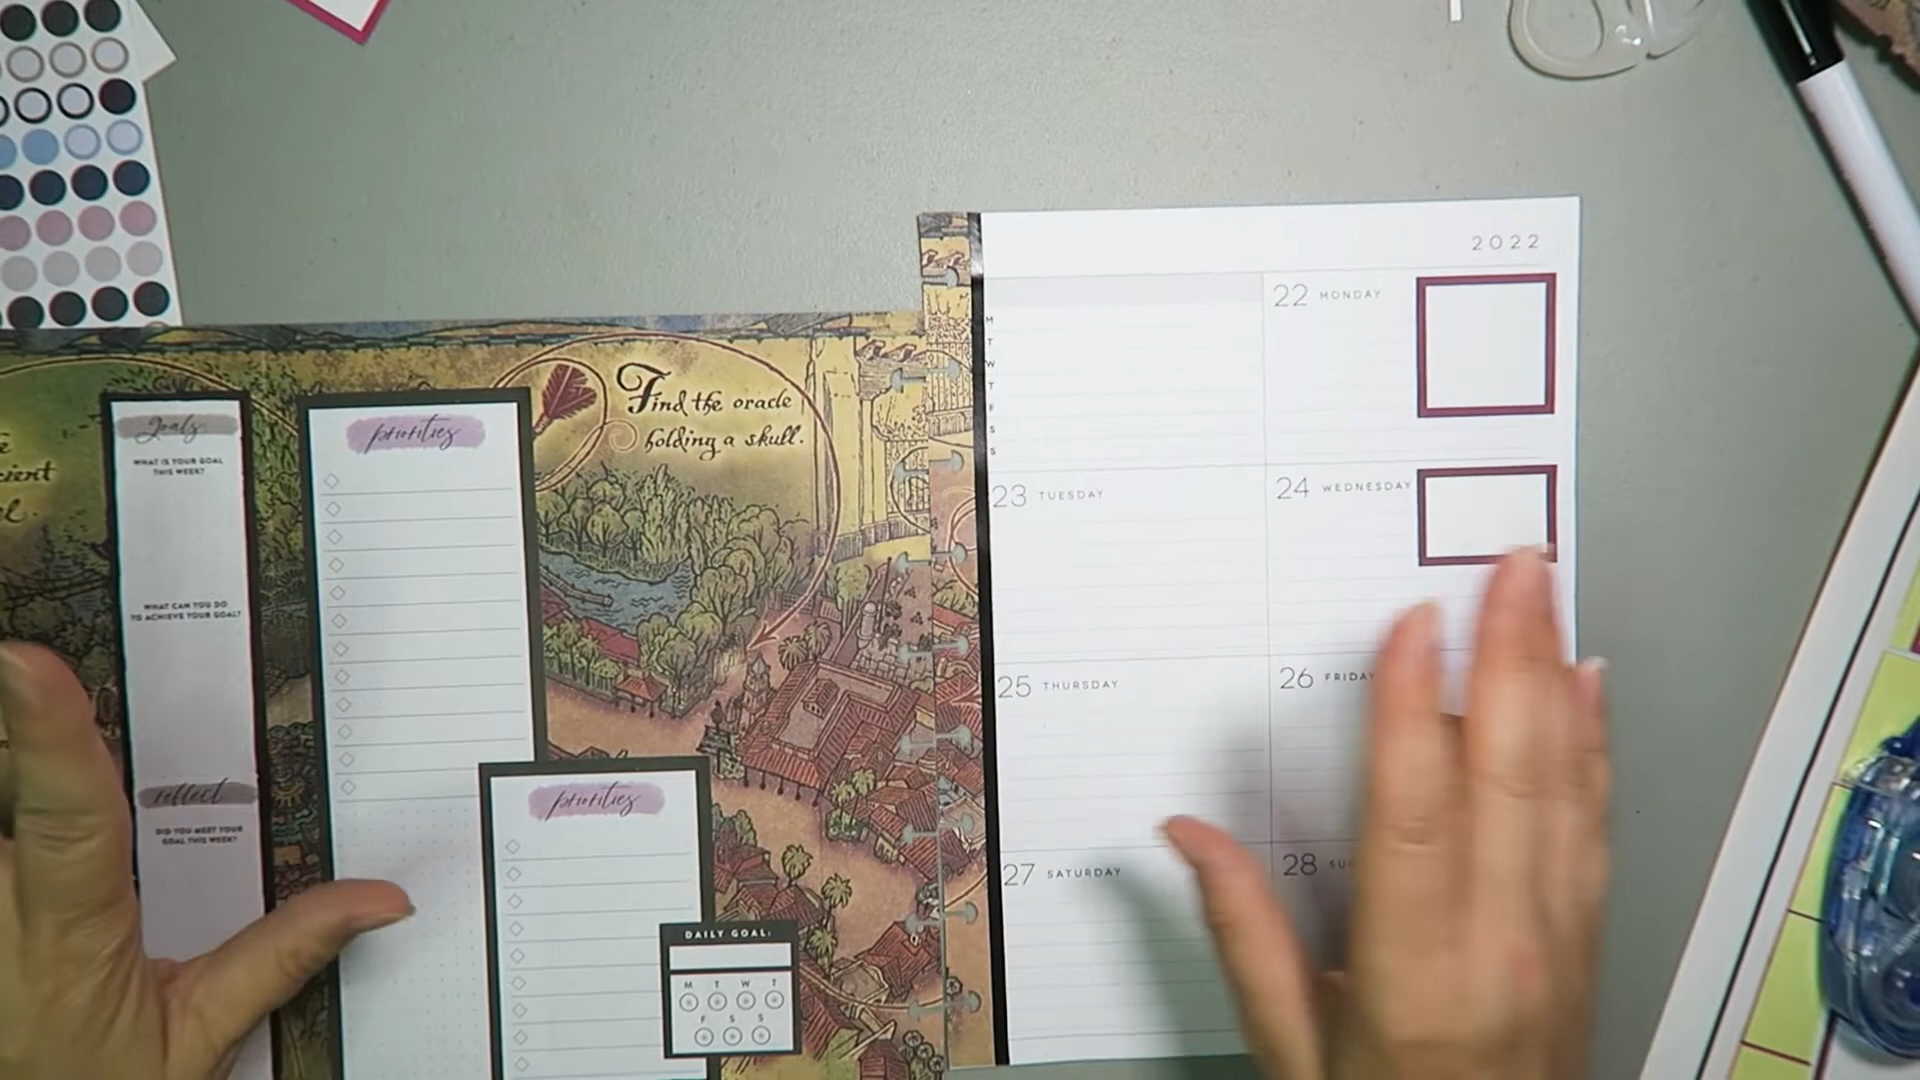 cient
goals
WHAT IS YOUR GOAL
THIS WEEK?
WHAT CAN YOU DO
TO ACHIEVE YOUR GOAL?
reflect
DID YOU MEET YOUR
GOAL THIS WEEK?
priorities
Find the oracle
holding a skull.
priorities
DAILY GOAL:
M T W T
F S S
2022
M
T
W
T
F
S
S
22 MONDAY
23 TUESDAY
24 WEDNESDAY
25 THURSDAY
26 FRIDAY
27 SATURDAY
28 SU